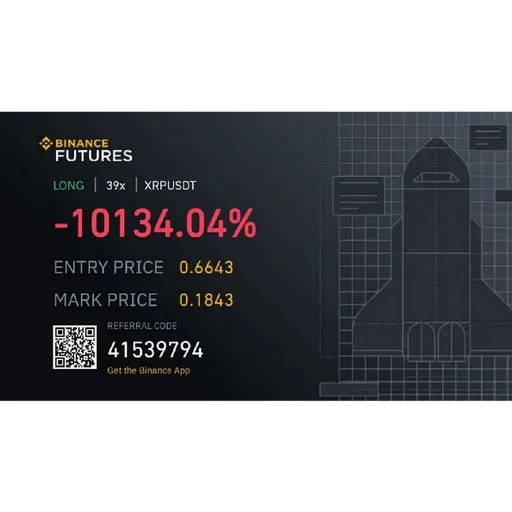 BINANCE
FUTURES
LONG | 39x | XRPUSDT
-10134.04%
ENTRY PRICE 0.6643
MARK PRICE 0.1843
REFERRAL CODE
41539794
Get the Binance App